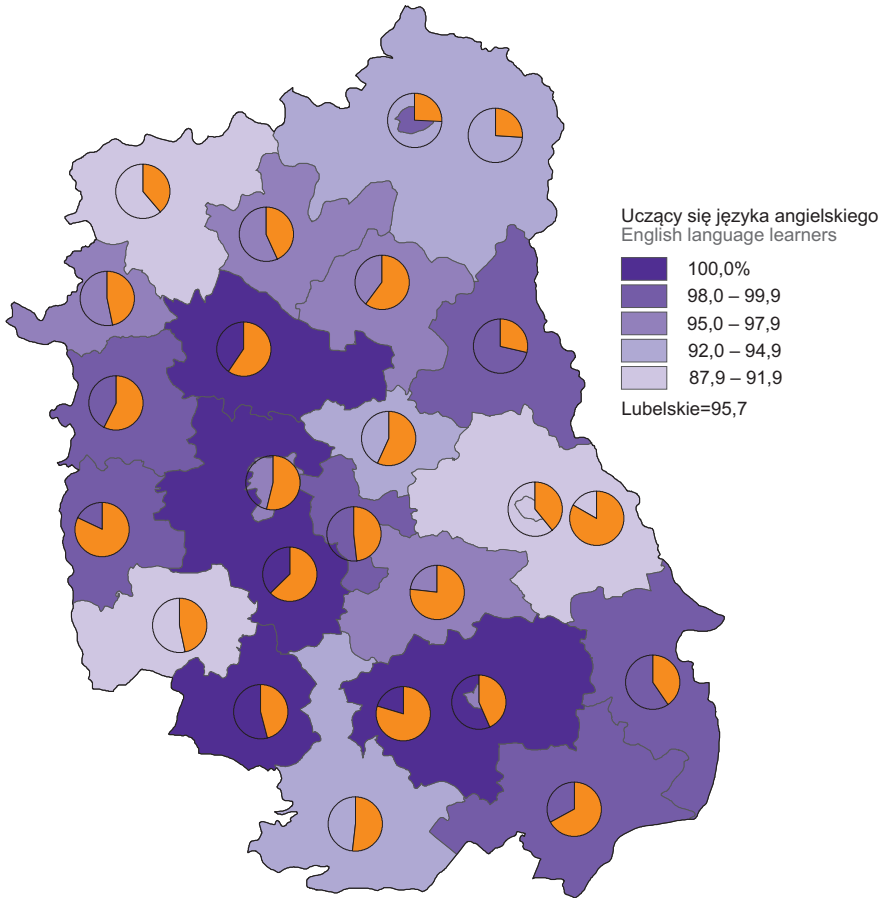 Uczący się języka angielskiego
English language learners
100,0%
98,0 – 99,9
95,0 – 97,9
92,0 – 94,9
87,9 – 91,9
Lubelskie=95,7